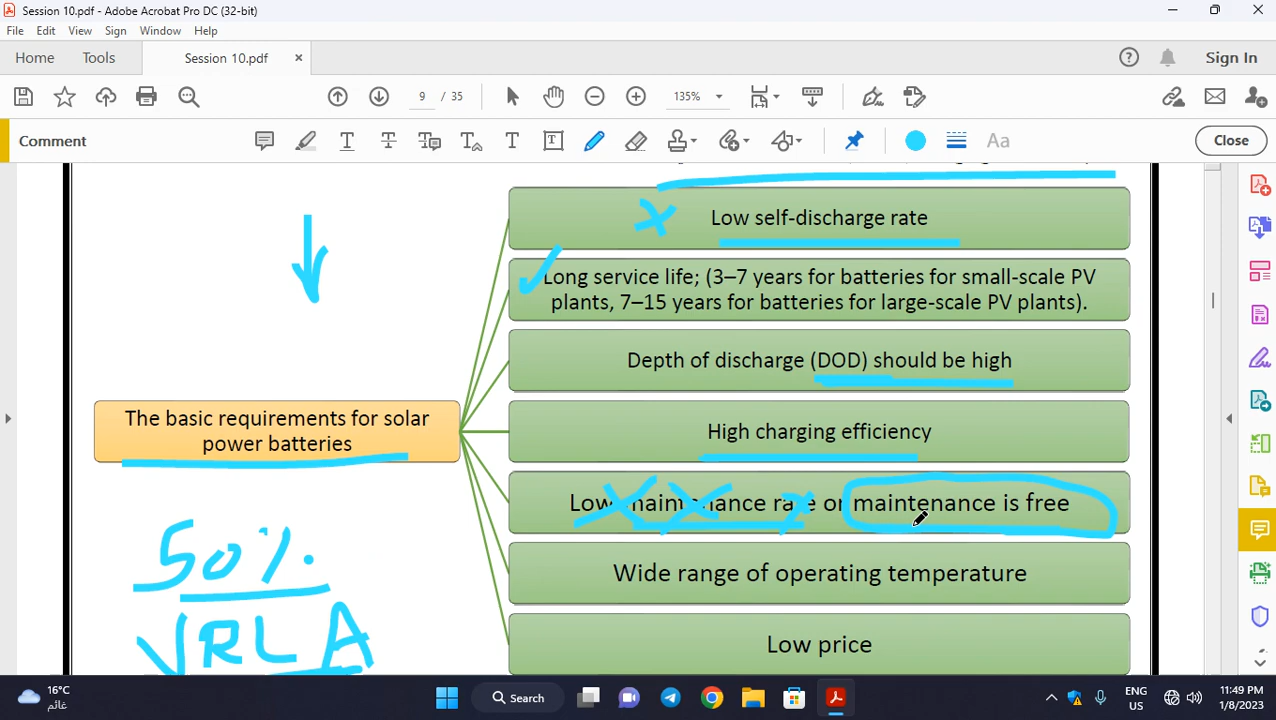 Session 10.pdf - Adobe Acrobat Pro DC (32-bit)
File Edit View Sign Window Help
Home Tools Session 10.pdf Sign In
9 / 35 135%
Comment Aa Close
Low self-discharge rate
Long service life; (3–7 years for batteries for small-scale PV
plants, 7–15 years for batteries for large-scale PV plants).
Depth of discharge (DOD) should be high
The basic requirements for solar
power batteries
High charging efficiency
Low maintenance rate or maintenance is free
Wide range of operating temperature
Low price
50%
VRLA
16°C
غائم
Search
ENG
US
11:49 PM
1/8/2023